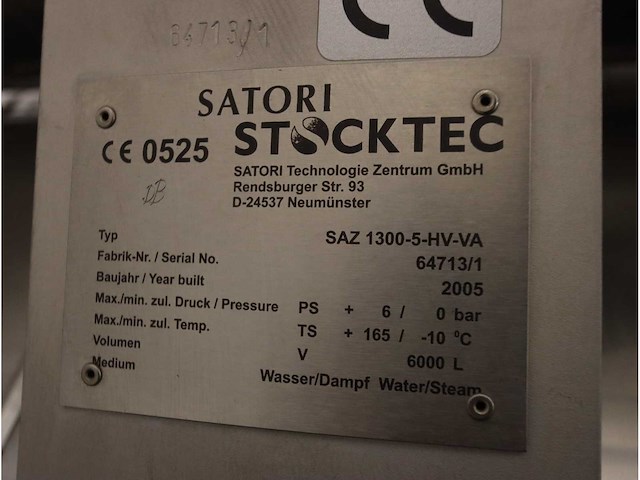 64713/1
CE
SATORI
STOCKTEC
CE 0525
SATORI Technologie Zentrum GmbH
Rendsburger Str. 93
D-24537 Neumünster
Typ SAZ 1300-5-HV-VA
Fabrik-Nr. / Serial No. 64713/1
Baujahr / Year built 2005
Max./min. zul. Druck / Pressure PS + 6 / 0 bar
Max./min. zul. Temp. TS + 165 / -10 °C
Volumen V 6000 L
Medium Wasser/Dampf Water/Steam